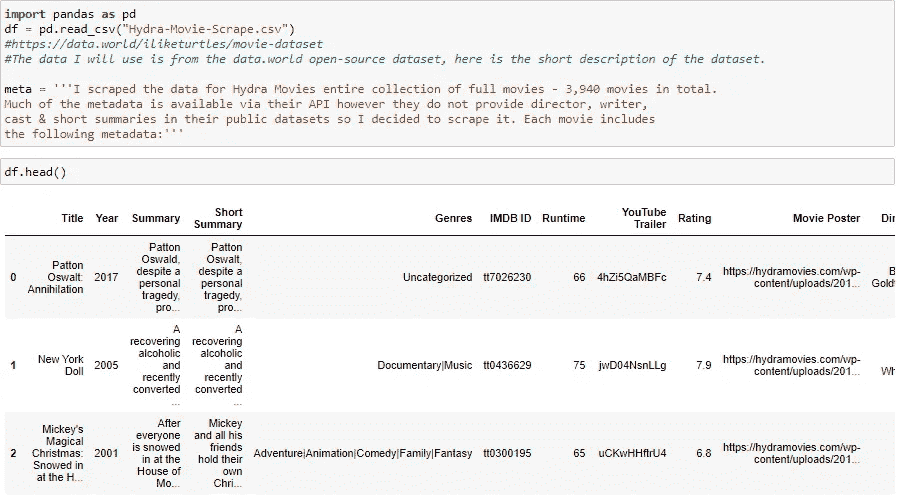 import pandas as pd
df = pd.read_csv("Hydra-Movie-Scrape.csv")
#https://data.world/iliketurtles/movie-dataset
#The data I will use is from the data.world open-source dataset, here is the short description of the dataset.
meta = '''I scraped the data for Hydra Movies entire collection of full movies - 3,940 movies in total.
Much of the metadata is available via their API however they do not provide director, writer,
cast & short summaries in their public datasets so I decided to scrape it. Each movie includes
the following metadata:'''
df.head()
Title Year Summary Short Summary Genres IMDB ID Runtime YouTube Trailer Rating Movie Poster Dir
0 Patton Oswalt: Annihilation 2017 Patton Oswald, despite a personal tragedy, pro... Patton Oswalt, despite a personal tragedy, pro... Uncategorized tt7026230 66 4hZi5QaMBFc 7.4 https://hydramovies.com/wp-content/uploads/201... B Gold
1 New York Doll 2005 A recovering alcoholic and recently converted ... A recovering alcoholic and recently converted ... Documentary|Music tt0436629 75 jwD04NsnLLg 7.9 https://hydramovies.com/wp-content/uploads/201... Wh
2 Mickey's Magical Christmas: Snowed in at the H... 2001 After everyone is snowed in at the House of Mo... Mickey and all his friends hold their own Chri... Adventure|Animation|Comedy|Family|Fantasy tt0300195 65 uCKwHHftrU4 6.8 https://hydramovies.com/wp-content/uploads/201...